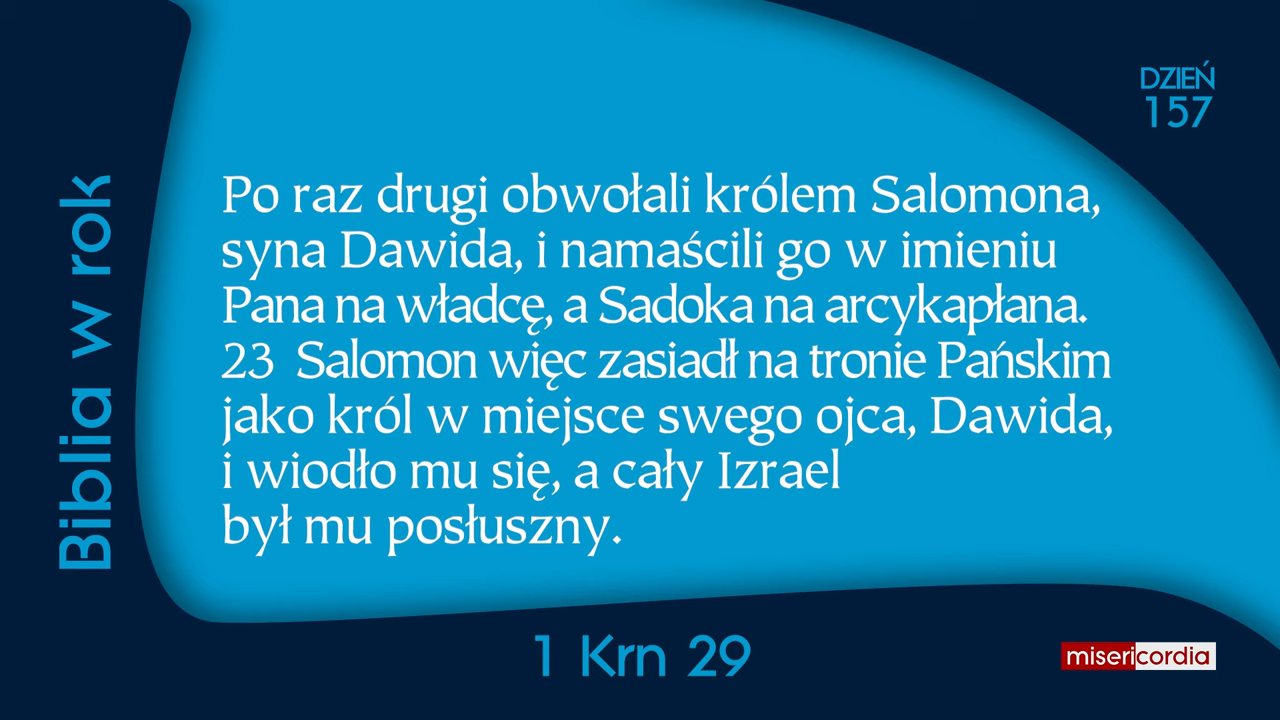 DZIEŃ
157
Biblia w rok
Po raz drugi obwołali królem Salomona,
syna Dawida, i namaścili go w imieniu
Pana na władcę, a Sadoka na arcykapłana.
23 Salomon więc zasiadł na tronie Pańskim
jako król w miejsce swego ojca, Dawida,
i wiodło mu się, a cały Izrael
był mu posłuszny.
1 Krn 29
misericordia